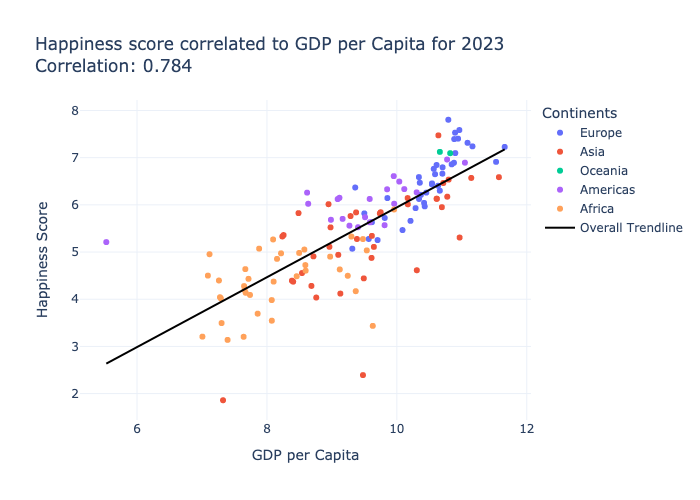 Happiness score correlated to GDP per Capita for 2023
Correlation: 0.784
Continents
Europe
Asia
Oceania
Americas
Africa
Overall Trendline
Happiness Score
8
7
6
5
4
3
2
6
8
10
12
GDP per Capita